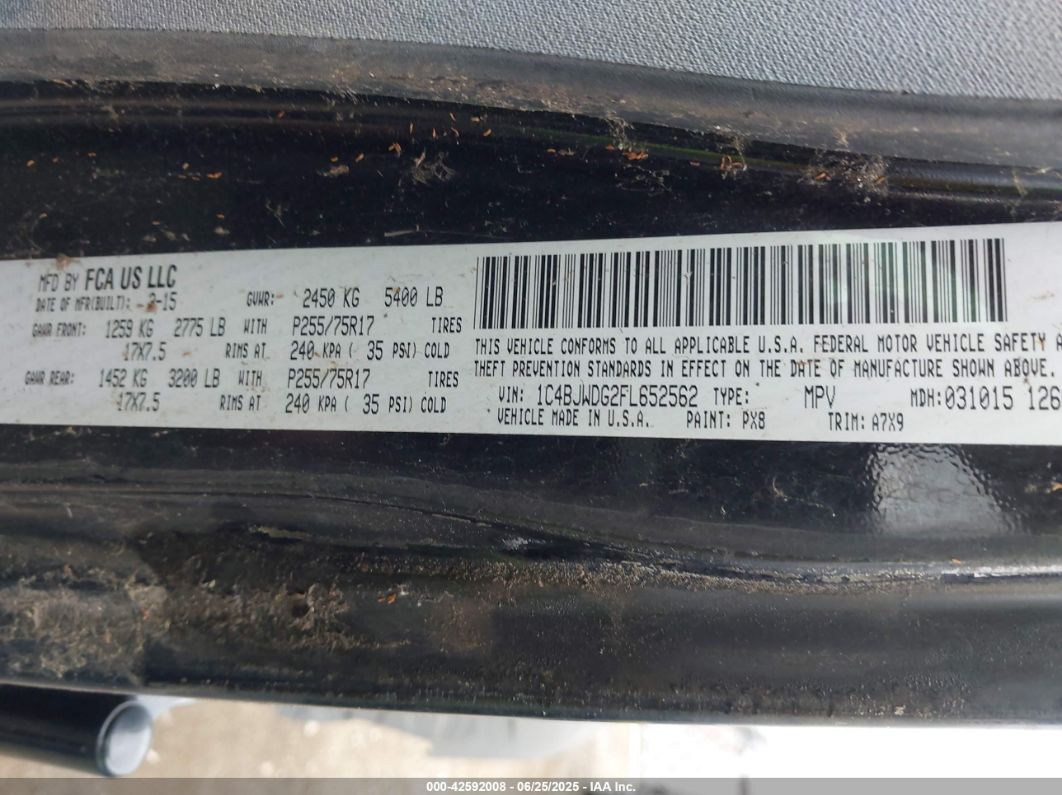 MFD BY FCA US LLC
DATE OF MFR(BUILT): 3-15 GVWR: 2450 KG 5400 LB
GAWR FRONT: 1259 KG 2775 LB WITH P255/75R17 TIRES
17X7.5 RIMS AT 240 KPA ( 35 PSI) COLD
GAWR REAR: 1452 KG 3200 LB WITH P255/75R17 TIRES
17X7.5 RIMS AT 240 KPA ( 35 PSI) COLD
THIS VEHICLE CONFORMS TO ALL APPLICABLE U.S.A. FEDERAL MOTOR VEHICLE SAFETY A
THEFT PREVENTION STANDARDS IN EFFECT ON THE DATE OF MANUFACTURE SHOWN ABOVE.
VIN: 1C4BJWDG2FL652562 TYPE: MPV MDH: 031015 126
VEHICLE MADE IN U.S.A. PAINT: PX8 TRIM: A7X9
000-42592008 - 06/25/2025 - IAA Inc.